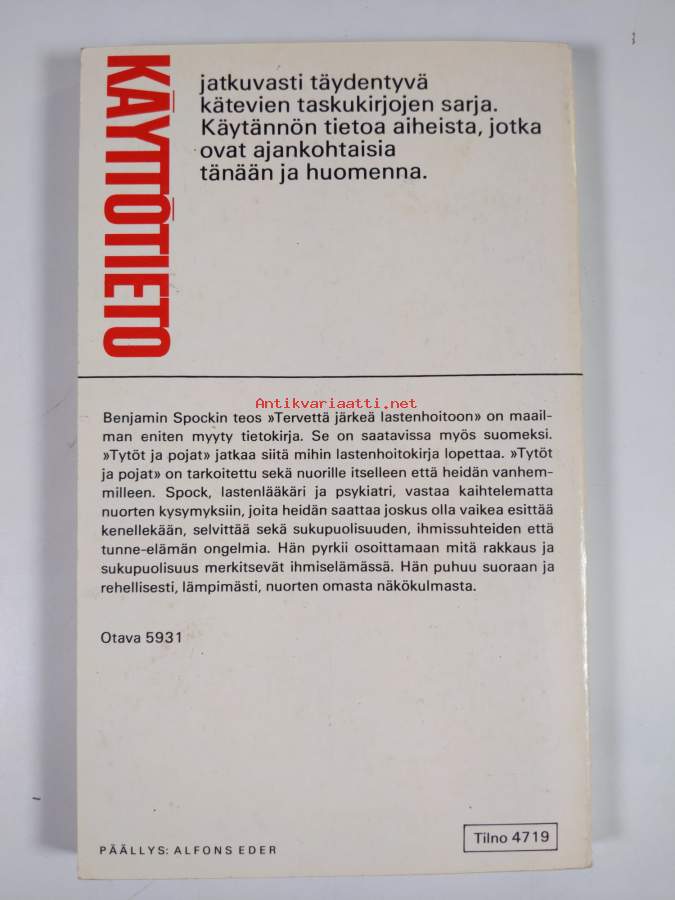 KÄYTTÖTIETO
jatkuvasti täydentyvä
kätevien taskukirjojen sarja.
Käytännön tietoa aiheista, jotka
ovat ajankohtaisia
tänään ja huomenna.
Antikvariaatti.net
Benjamin Spockin teos »Tervettä järkeä lastenhoitoon» on maail-
man eniten myyty tietokirja. Se on saatavissa myös suomeksi.
»Tytöt ja pojat» jatkaa siitä mihin lastenhoitokirja lopettaa. »Tytöt
ja pojat» on tarkoitettu sekä nuorille itselleen että heidän vanhem-
milleen. Spock, lastenlääkäri ja psykiatri, vastaa kaihtelematta
nuorten kysymyksiin, joita heidän saattaa joskus olla vaikea esittää
kenellekään, selvittää sekä sukupuolisuuden, ihmissuhteiden että
tunne-elämän ongelmia. Hän pyrkii osoittamaan mitä rakkaus ja
sukupuolisuus merkitsevät ihmiselämässä. Hän puhuu suoraan ja
rehellisesti, lämpimästi, nuorten omasta näkökulmasta.
Otava 5931
Tilno 4719
PÄÄLLYS: ALFONS EDER